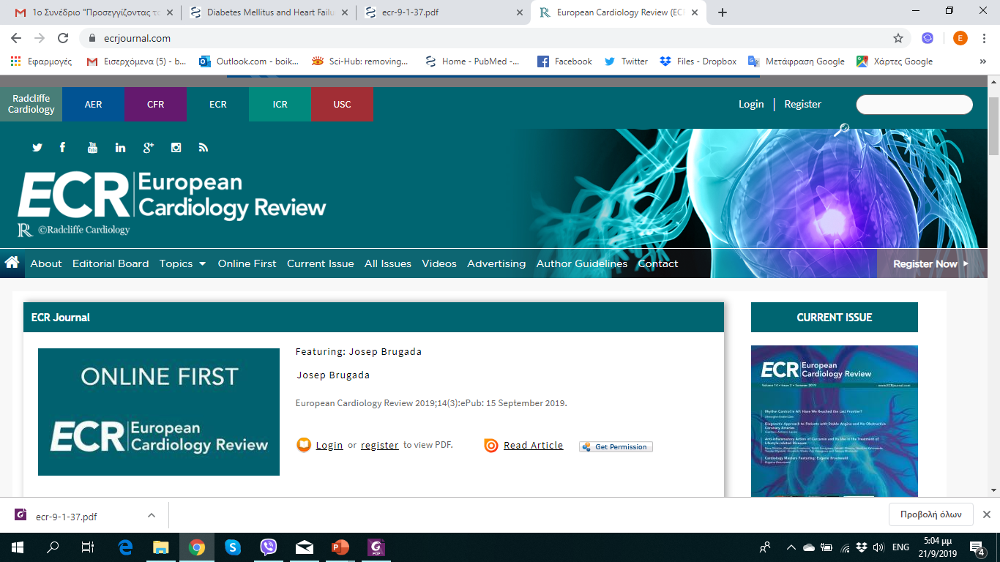 1ο Συνέδριο "Προσεγγίζοντας το
Diabetes Mellitus and Heart Failu
ecr-9-1-37.pdf
European Cardiology Review (EC
ecrjournal.com
E
Εφαρμογές
Εισερχόμενα (5) - b...
Outlook.com - boik...
Sci-Hub: removing...
Home - PubMed -...
Facebook
Twitter
Files - Dropbox
Μετάφραση Google
Χάρτες Google
»
Radcliffe
Cardiology
AER
CFR
ECR
ICR
USC
Login
Register
ECR European
Cardiology Review
©Radcliffe Cardiology
About
Editorial Board
Topics
Online First
Current Issue
All Issues
Videos
Advertising
Author Guidelines
Contact
Register Now
ECR Journal
ONLINE FIRST
ECR European
Cardiology Review
Featuring: Josep Brugada
Josep Brugada
European Cardiology Review 2019;14(3):ePub: 15 September 2019.
Login or register to view PDF.
Read Article
Get Permission
CURRENT ISSUE
ECR European
Cardiology Review
Volume 14 • Issue 2 • Summer 2019
www.ECRjournal.com
Rhythm Control in AF: Have We Reached the Last Frontier?
Diagnostic Approach to Patients with Stable Angina and No Obstructive
Coronary Arteries
Anti-inflammatory Action of Curcumin and Its Use in the Treatment of
Lifestyle-related Diseases
Cardiology Masters Featuring: Eugene Braunwald
Eugene Braunwald
ecr-9-1-37.pdf
Προβολή όλων
PDF
ENG
5:04 μμ
21/9/2019
4